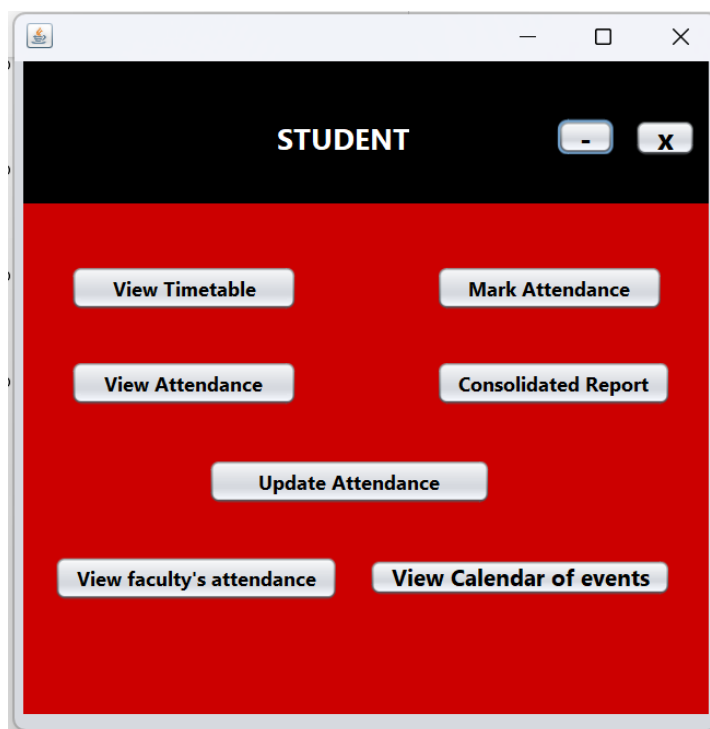 STUDENT - x
View Timetable Mark Attendance
View Attendance Consolidated Report
Update Attendance
View faculty's attendance View Calendar of events